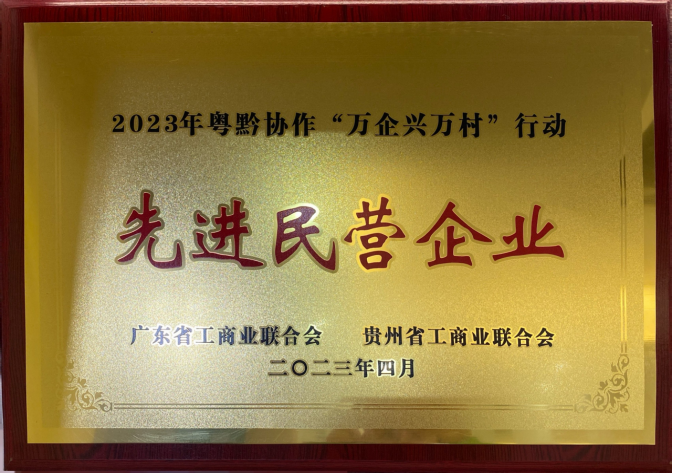 2023年粤黔协作“万企兴万村”行动
先进民营企业
广东省工商业联合会 贵州省工商业联合会
二〇二三年四月